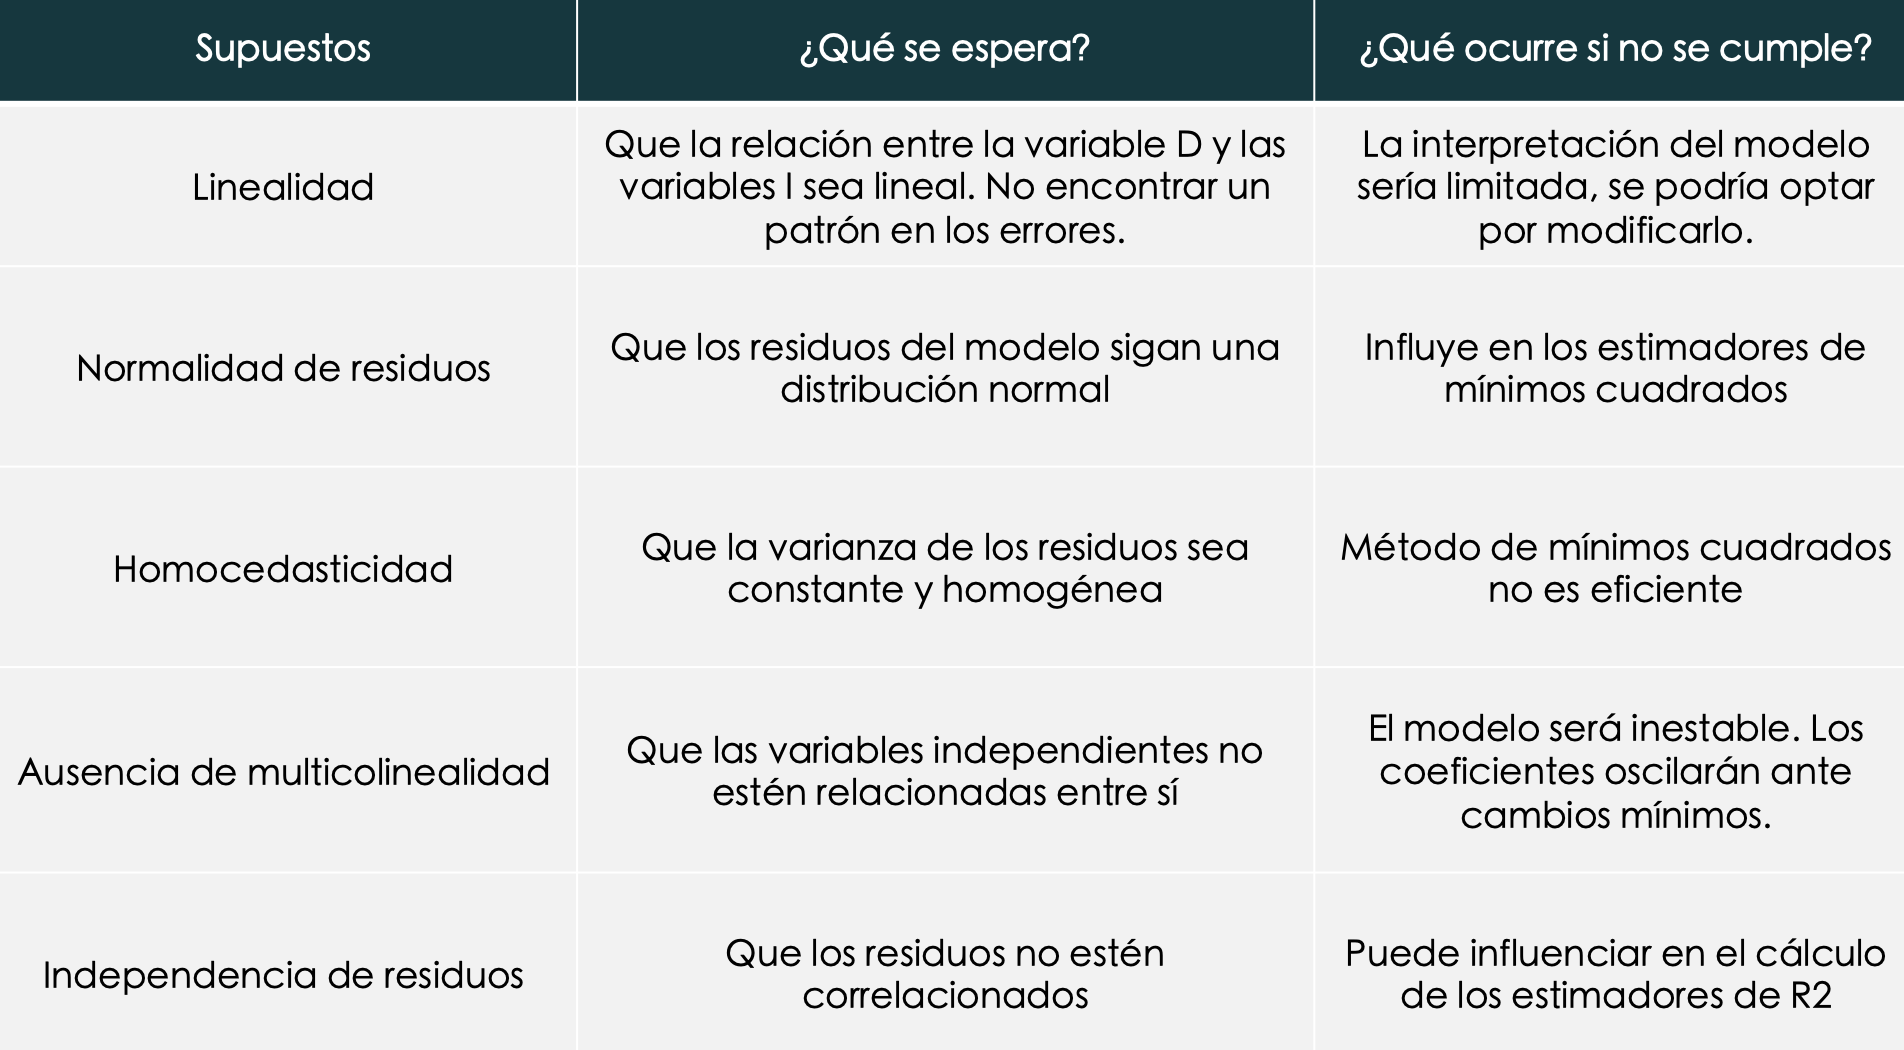 Supuestos
¿Qué se espera?
¿Qué ocurre si no se cumple?
Linealidad
Que la relación entre la variable D y las
variables I sea lineal. No encontrar un
patrón en los errores.
La interpretación del modelo
sería limitada, se podría optar
por modificarlo.
Normalidad de residuos
Que los residuos del modelo sigan una
distribución normal
Influye en los estimadores de
mínimos cuadrados
Homocedasticidad
Que la varianza de los residuos sea
constante y homogénea
Método de mínimos cuadrados
no es eficiente
Ausencia de multicolinealidad
Que las variables independientes no
estén relacionadas entre sí
El modelo será inestable. Los
coeficientes oscilarán ante
cambios mínimos.
Independencia de residuos
Que los residuos no estén
correlacionados
Puede influenciar en el cálculo
de los estimadores de R2